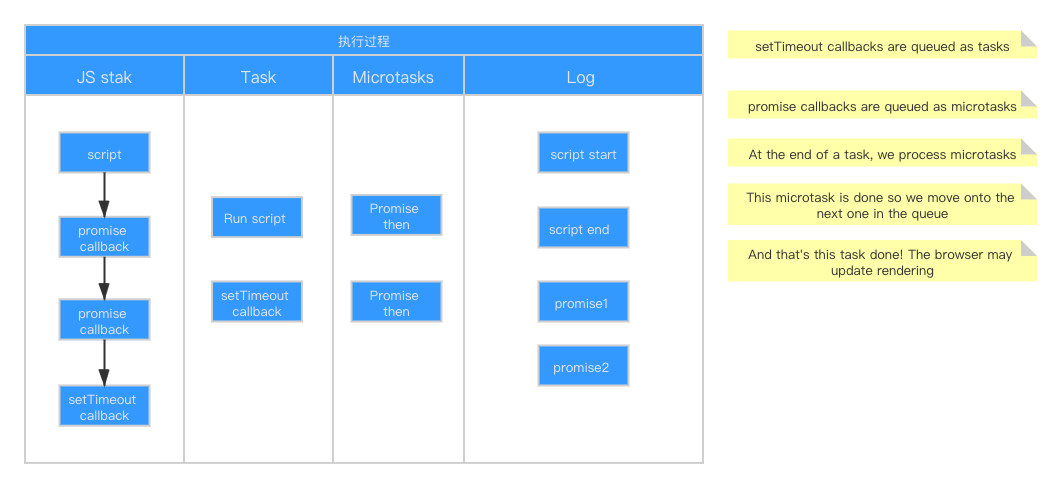 执行过程
JS stak
Task
Microtasks
Log
script
promise
callback
promise
callback
setTimeout
callback
Run script
setTimeout
callback
Promise
then
Promise
then
script start
script end
promise1
promise2
setTimeout callbacks are queued as tasks
promise callbacks are queued as microtasks
At the end of a task, we process microtasks
This microtask is done so we move onto the
next one in the queue
And that's this task done! The browser may
update rendering